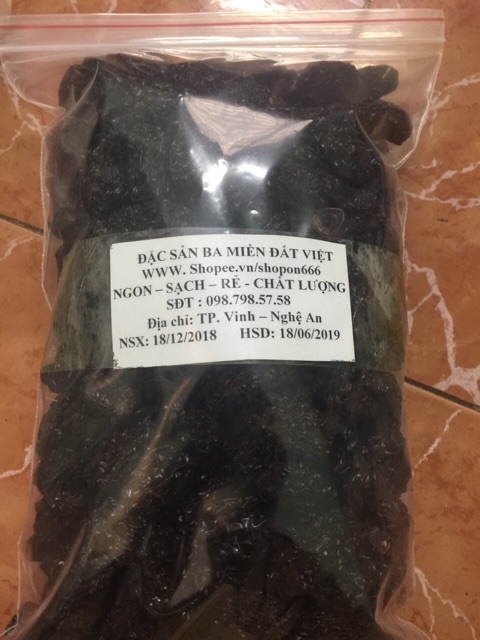 ĐẶC SẢN BA MIỀN ĐẤT VIỆT
WWW. Shopee.vn/shopon666
NGON – SẠCH – RẺ - CHẤT LƯỢNG
SĐT : 098.798.57.58
Địa chỉ: TP. Vinh – Nghệ An
NSX: 18/12/2018 HSD: 18/06/2019